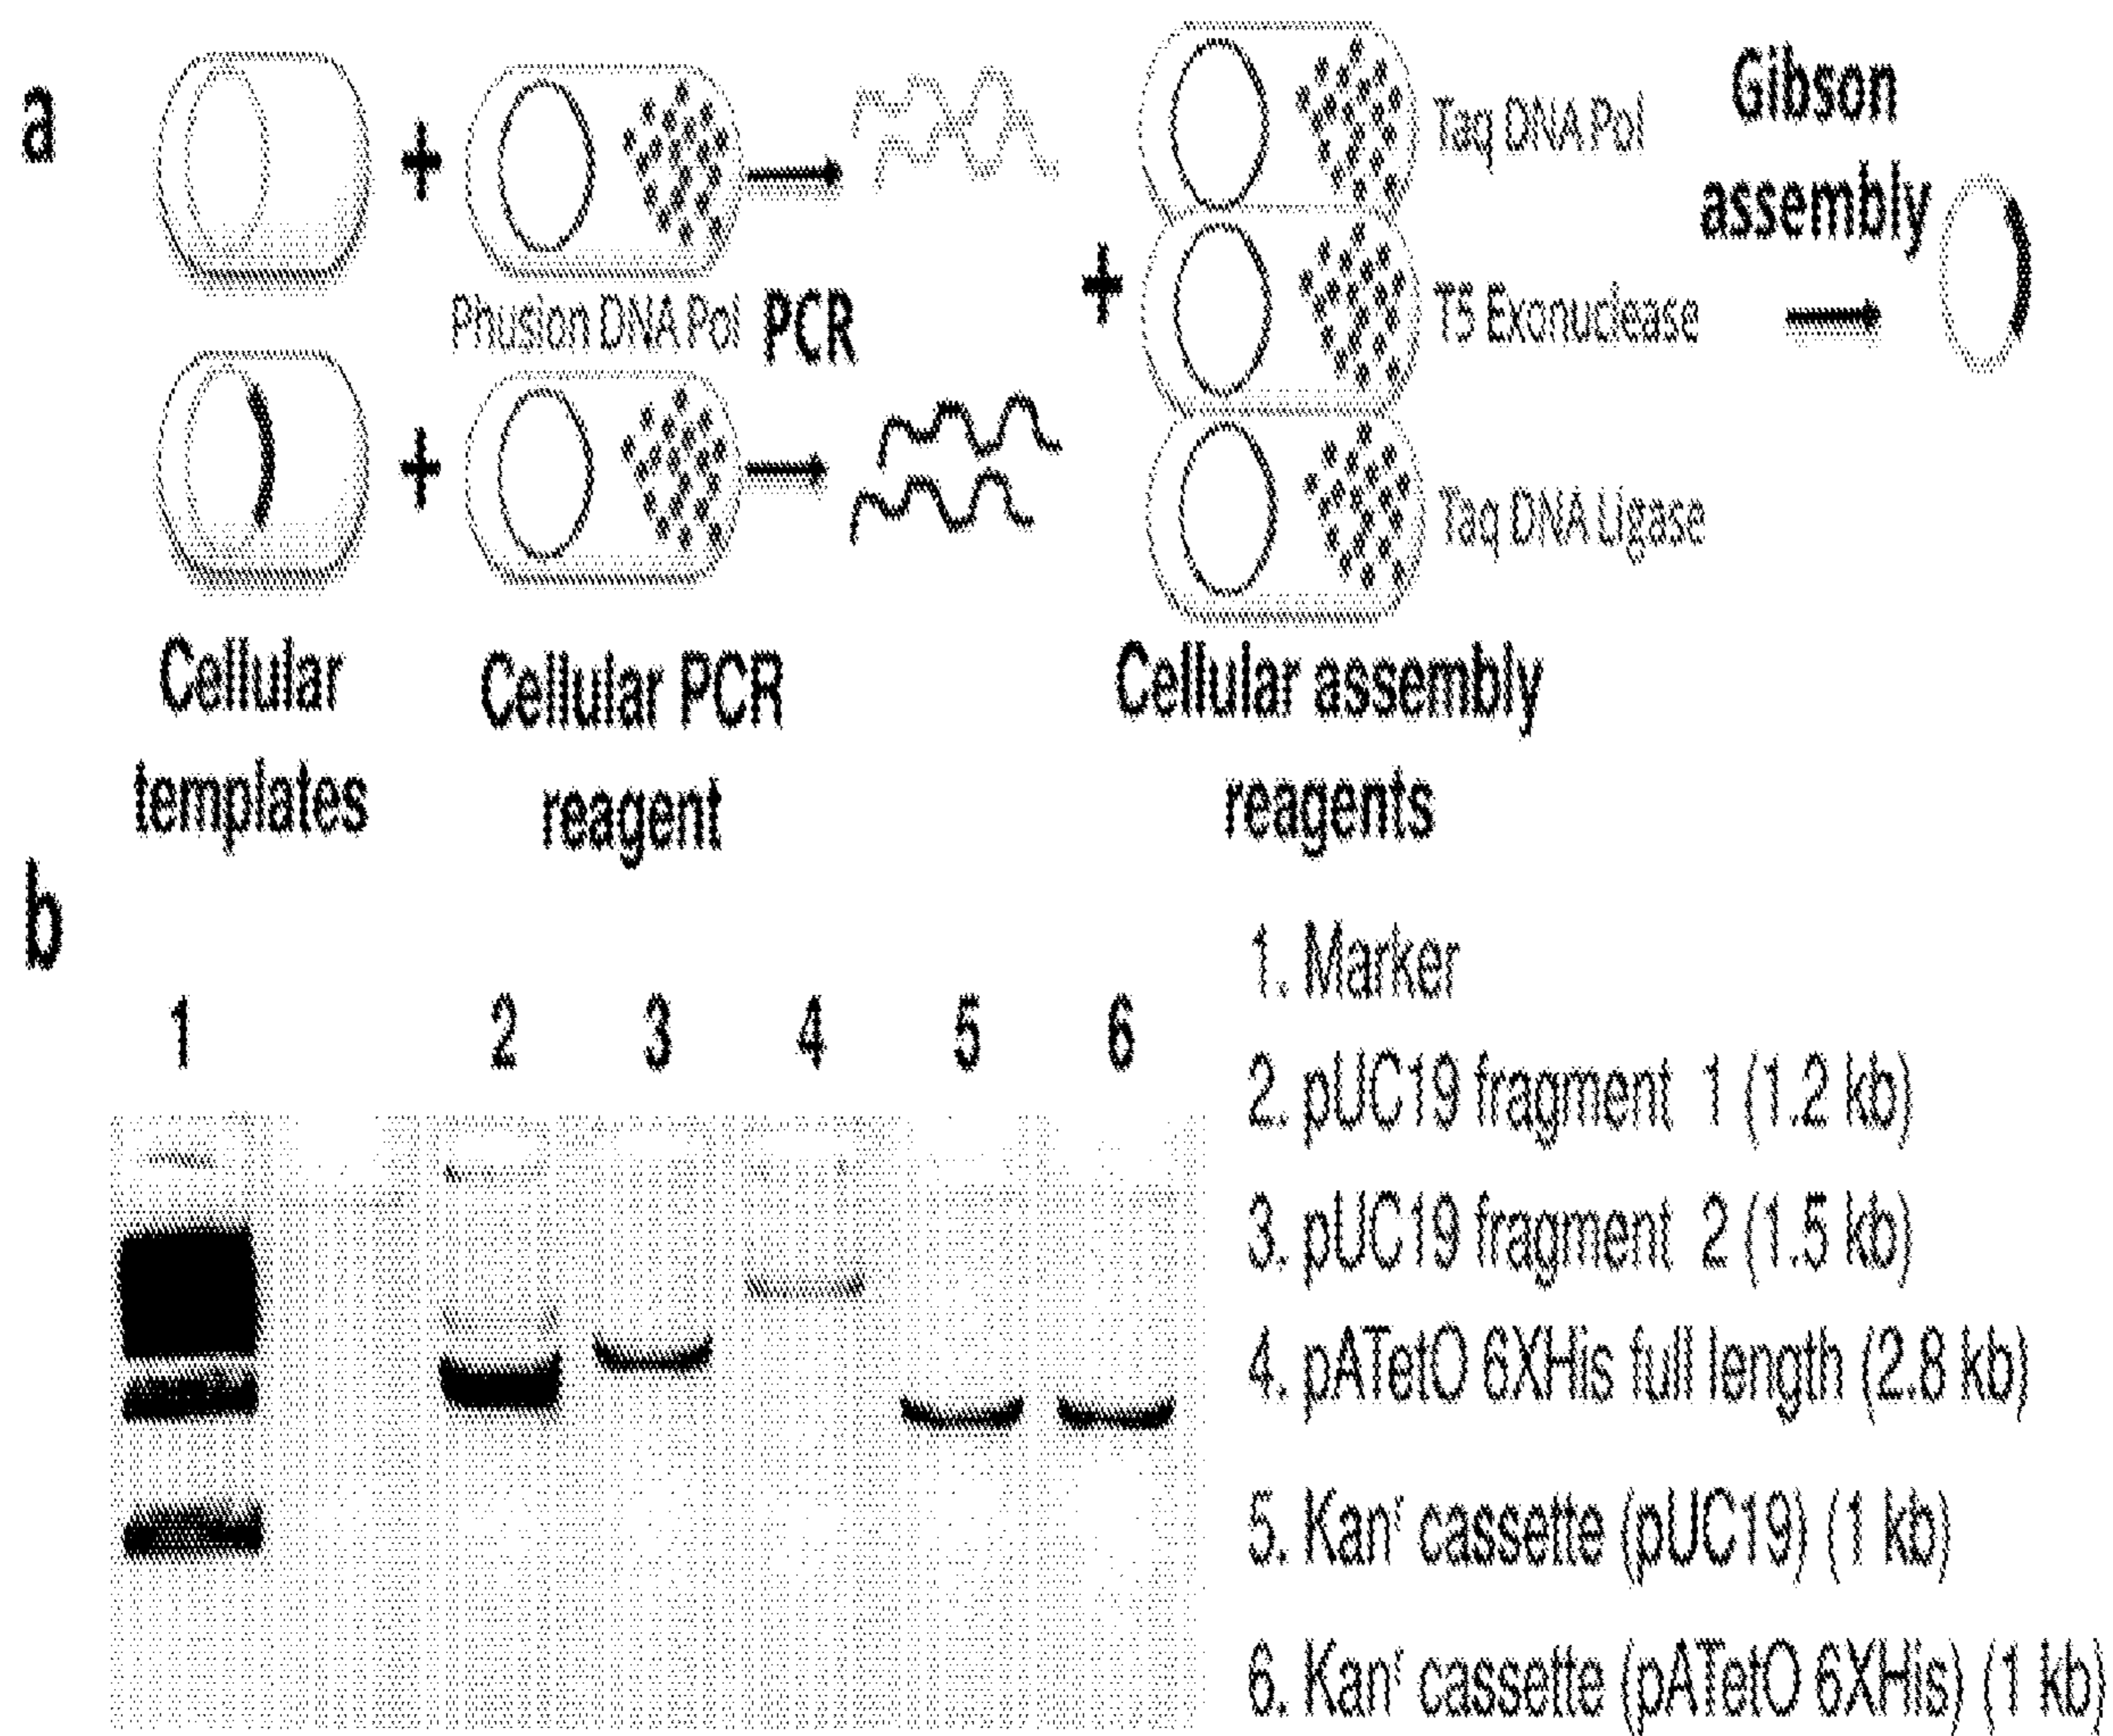 a
Taq DNA Pol
Gibson
assembly
Phusion DNA Pol PCR
T5 Exonuclease
Taq DNA Ligase
Cellular
templates
Cellular PCR
reagent
Cellular assembly
reagents
b
1 2 3 4 5 6
1. Marker
2. pUC19 fragment 1 (1.2 kb)
3. pUC19 fragment 2 (1.5 kb)
4. pATetO 6XHis full length (2.8 kb)
5. Kanʳ cassette (pUC19) (1 kb)
6. Kanʳ cassette (pATetO 6XHis) (1 kb)